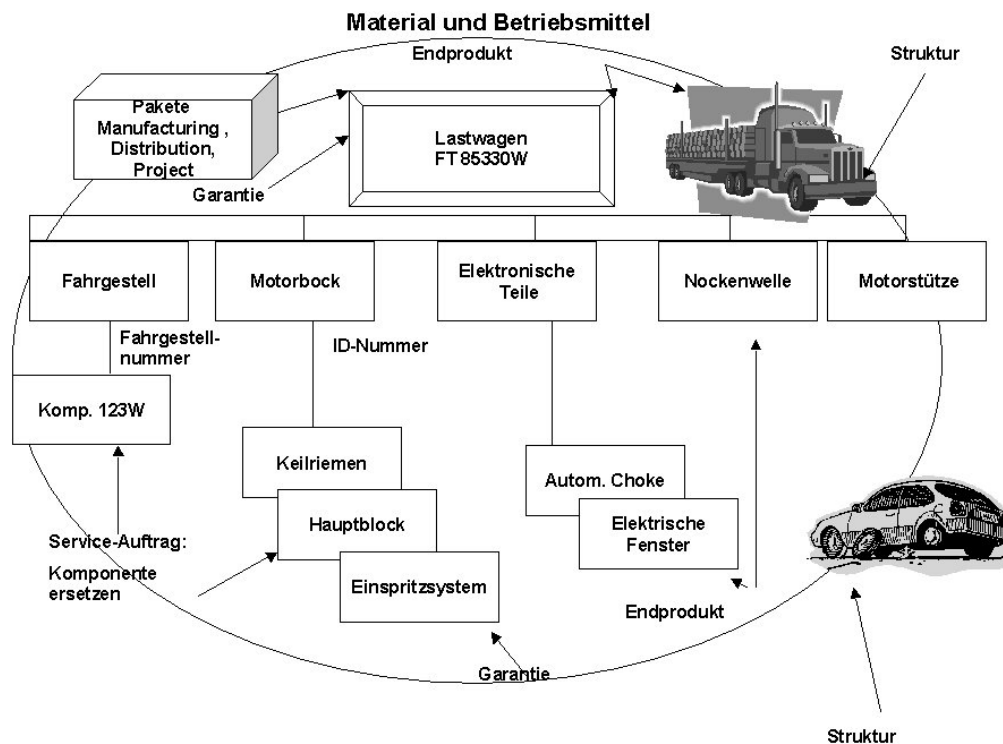 Material und Betriebsmittel
Endprodukt
Struktur
Pakete
Manufacturing ,
Distribution,
Project
Lastwagen
FT 85330W
Garantie
Fahrgestell
Motorbock
Elektronische
Teile
Nockenwelle
Motorstütze
Fahrgestell-
nummer
ID-Nummer
Komp. 123W
Keilriemen
Autom. Choke
Hauptblock
Elektrische
Fenster
Service-Auftrag:
Komponente
ersetzen
Einspritzsystem
Endprodukt
Garantie
Struktur